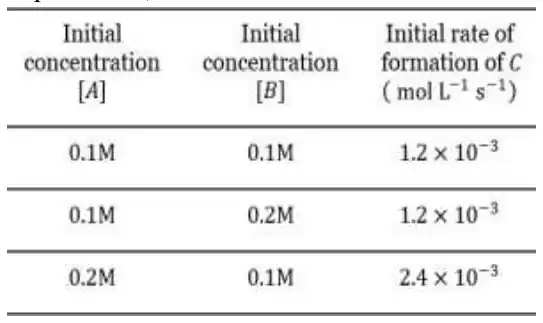 Initial concentration [A] Initial concentration [B] Initial rate of formation of C ( mol L⁻¹ s⁻¹)
0.1M 0.1M 1.2 × 10⁻³
0.1M 0.2M 1.2 × 10⁻³
0.2M 0.1M 2.4 × 10⁻³